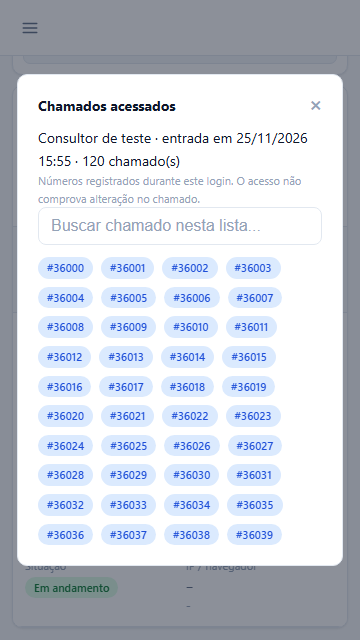 Chamados acessados ×
Consultor de teste · entrada em 25/11/2026
15:55 · 120 chamado(s)
Números registrados durante este login. O acesso não
comprova alteração no chamado.
Buscar chamado nesta lista...
#36000 #36001 #36002 #36003
#36004 #36005 #36006 #36007
#36008 #36009 #36010 #36011
#36012 #36013 #36014 #36015
#36016 #36017 #36018 #36019
#36020 #36021 #36022 #36023
#36024 #36025 #36026 #36027
#36028 #36029 #36030 #36031
#36032 #36033 #36034 #36035
#36036 #36037 #36038 #36039
Situação IP / navegador
Em andamento –
-